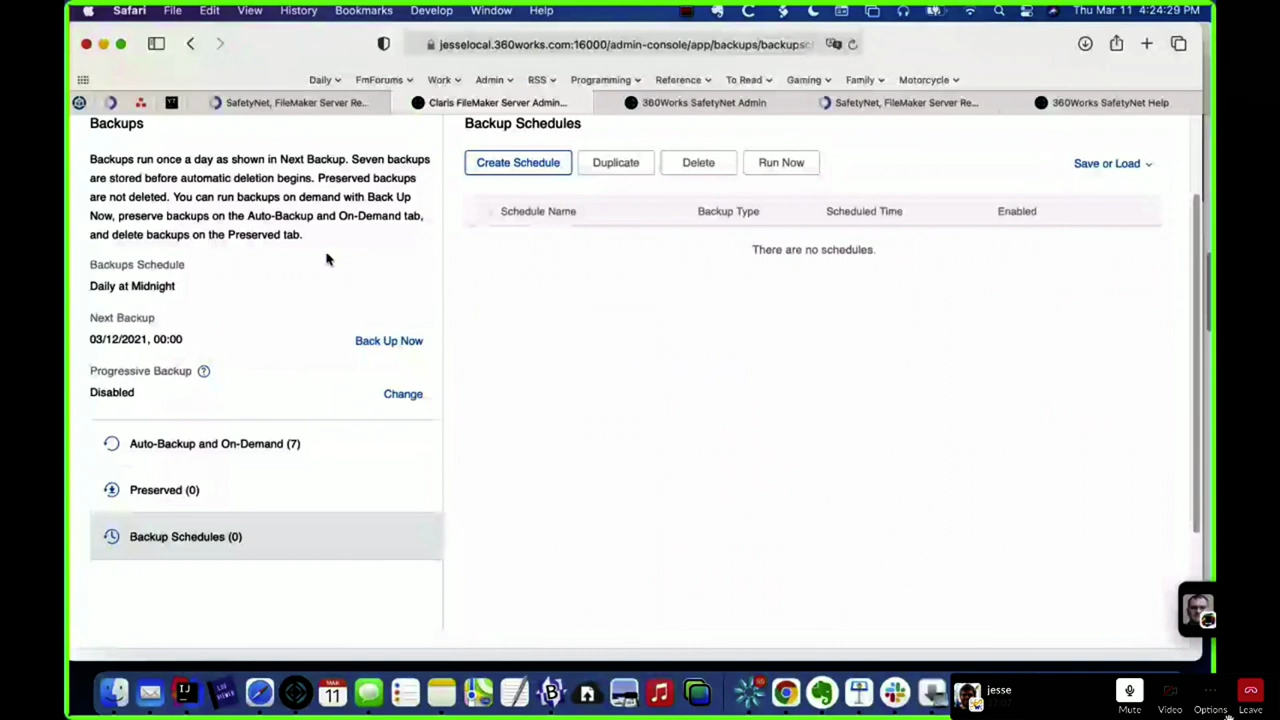 Safari File Edit View History Bookmarks Develop Window Help Thu Mar 11 4:24:29 PM
jesselocal.360works.com:16000/admin-console/app/backups/backupsc
Daily FmForums Work Admin RSS Programming Reference To Read Gaming Family Motorcycle
SafetyNet, FileMaker Server Re... Claris FileMaker Server Admin... 360Works SafetyNet Admin SafetyNet, FileMaker Server Re... 360Works SafetyNet Help
Backups
Backups run once a day as shown in Next Backup. Seven backups
are stored before automatic deletion begins. Preserved backups
are not deleted. You can run backups on demand with Back Up
Now, preserve backups on the Auto-Backup and On-Demand tab,
and delete backups on the Preserved tab.
Backups Schedule
Daily at Midnight
Next Backup
03/12/2021, 00:00 Back Up Now
Progressive Backup ?
Disabled Change
Auto-Backup and On-Demand (7)
Preserved (0)
Backup Schedules (0)
Backup Schedules
Create Schedule Duplicate Delete Run Now Save or Load
Schedule Name Backup Type Scheduled Time Enabled
There are no schedules.
MAR
11
IJ
jesse
Mute Video Options Leave